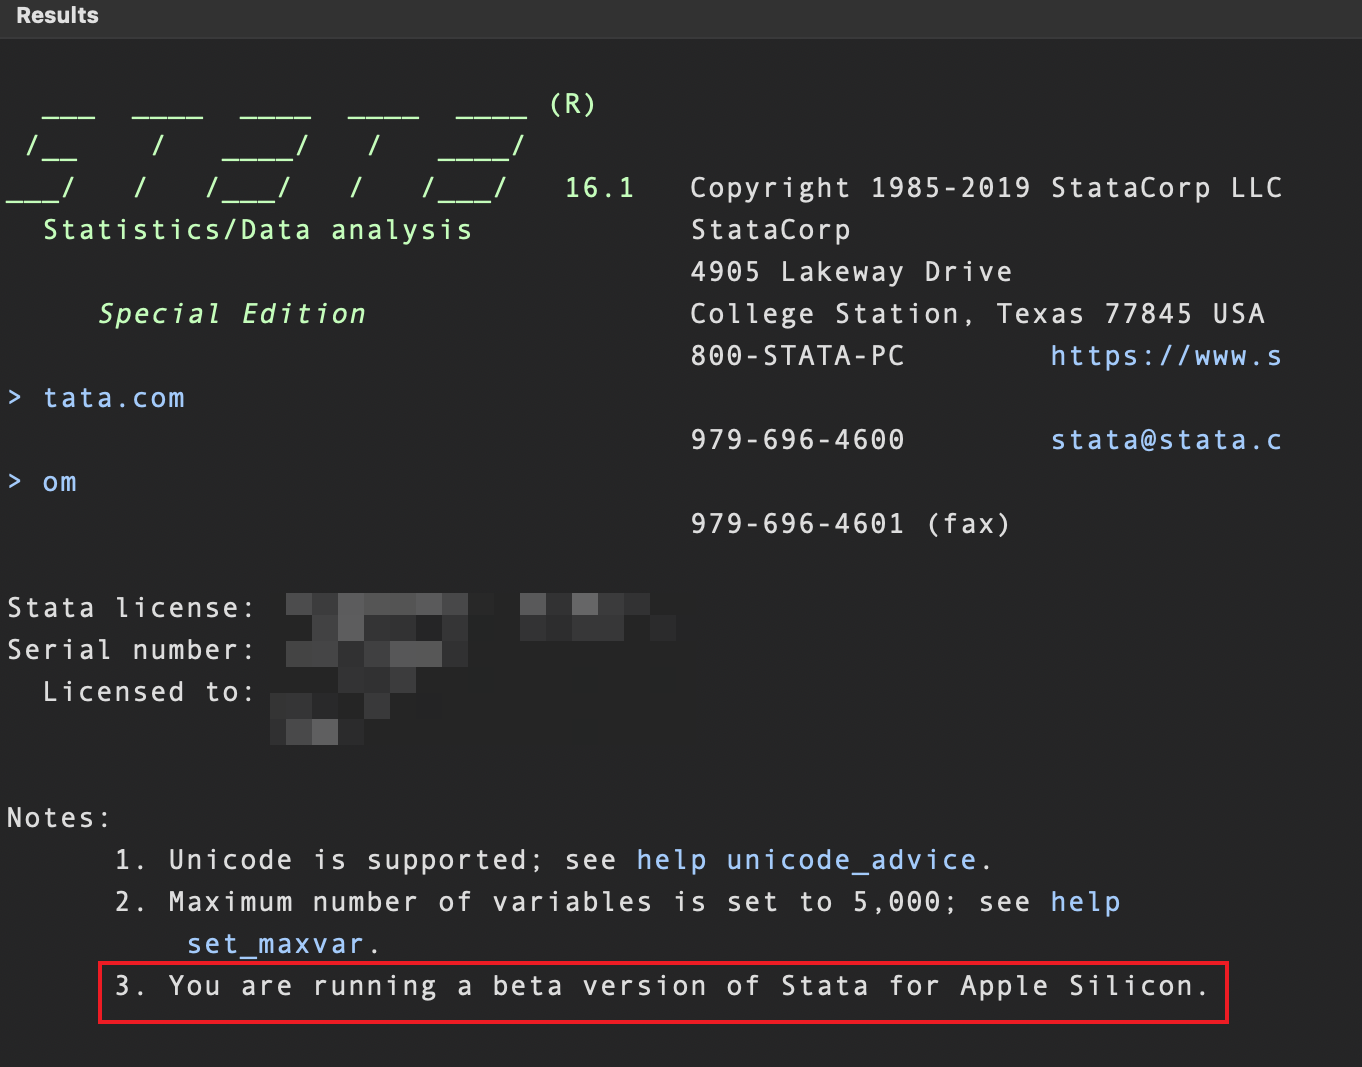 Results
 ___  ____  ____  ____  ____ (R)
/__    /   ____/   /   ____/
___/   /   /___/   /   /___/   16.1   Copyright 1985-2019 StataCorp LLC
Statistics/Data analysis   StataCorp
4905 Lakeway Drive
Special Edition   College Station, Texas 77845 USA
800-STATA-PC   https://www.s
> tata.com
979-696-4600   stata@stata.c
> om
979-696-4601 (fax)
Stata license:
Serial number:
Licensed to:
Notes:
1. Unicode is supported; see help unicode_advice.
2. Maximum number of variables is set to 5,000; see help
set_maxvar.
3. You are running a beta version of Stata for Apple Silicon.